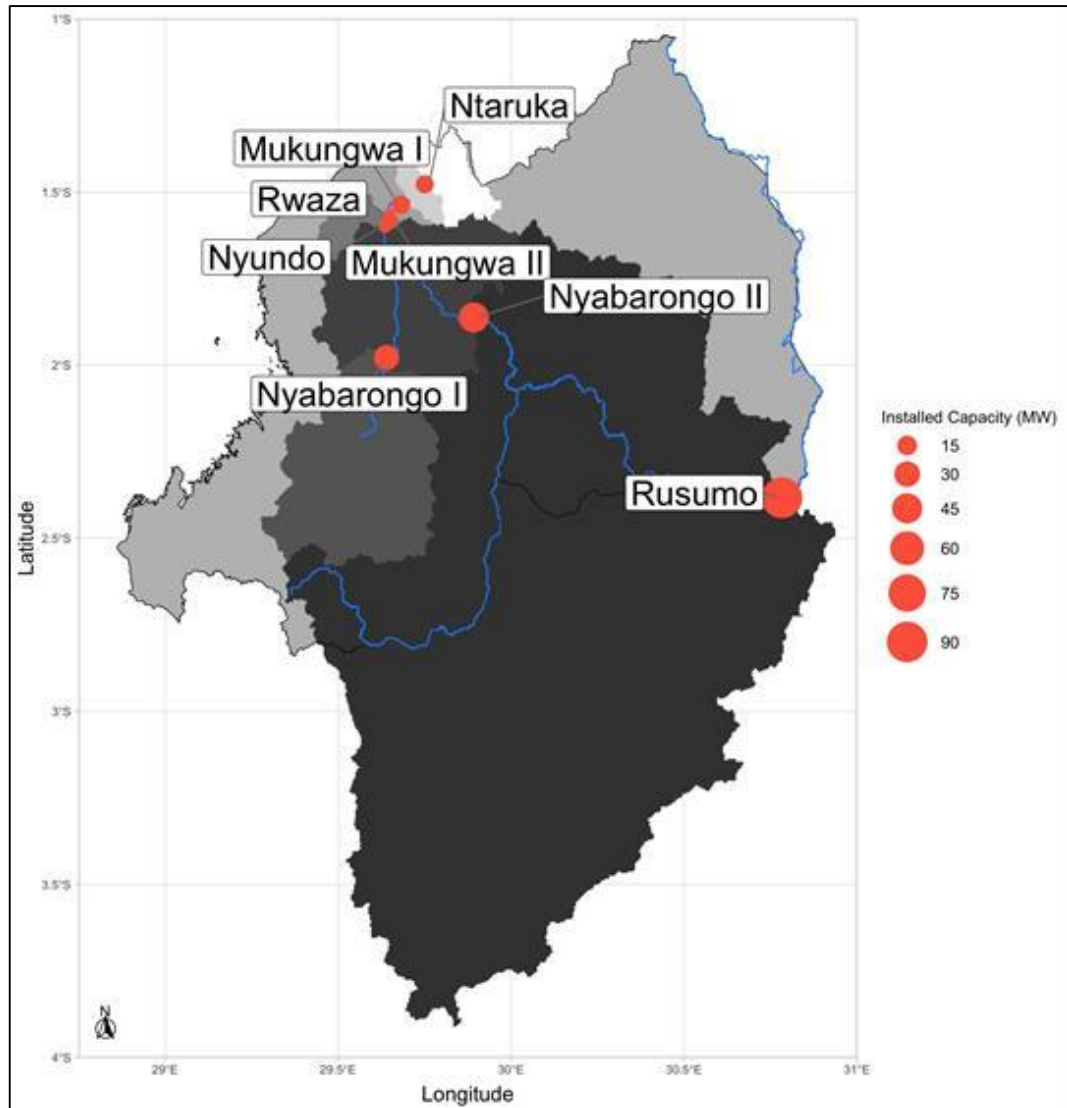 1°S
Ntaruka
Mukungwa I
1.5°S
Rwaza
Nyundo
Mukungwa II
Nyabarongo II
2°S
Nyabarongo I
Installed Capacity (MW)
15
30
45
60
75
90
Rusumo
2.5°S
Latitude
3°S
3.5°S
N
4°S
29°E
29.5°E
30°E
30.5°E
31°E
Longitude